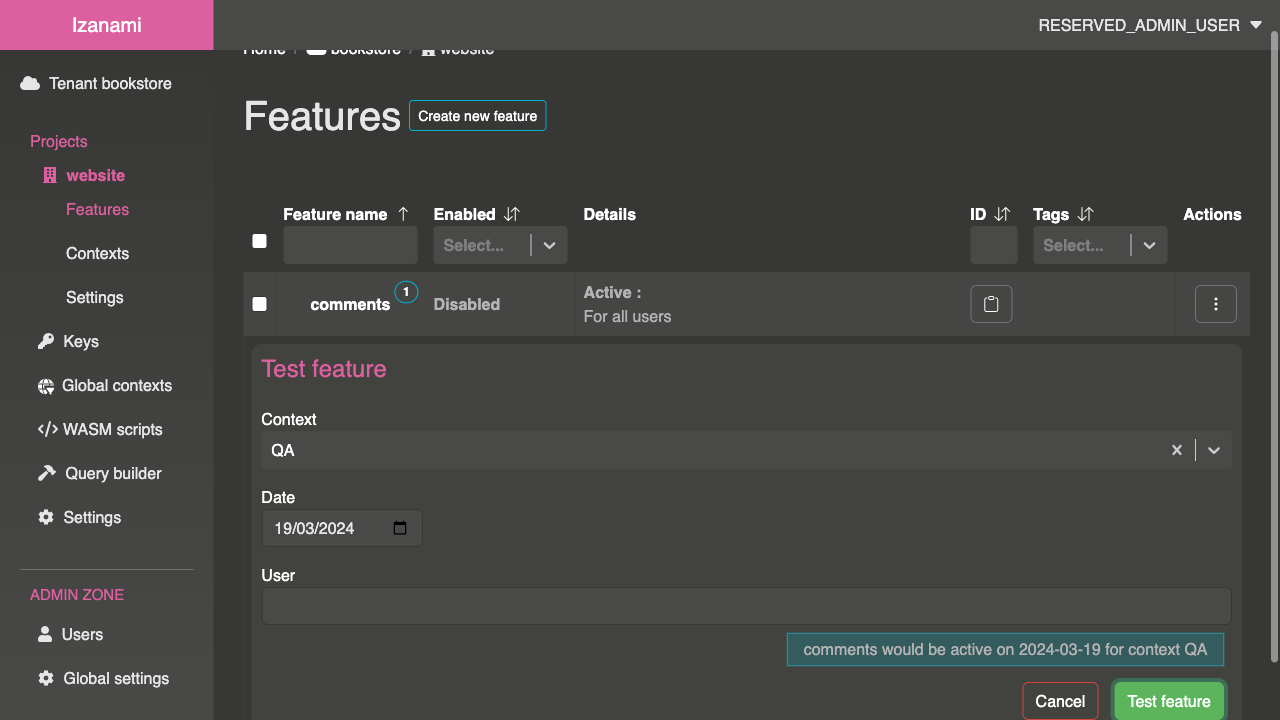 Izanami
RESERVED_ADMIN_USER
Home / bookstore / website
Tenant bookstore
Projects
website
Features
Contexts
Settings
Keys
Global contexts
WASM scripts
Query builder
Settings
ADMIN ZONE
Users
Global settings
Features Create new feature
Feature name Enabled Details ID Tags Actions
Select... Select...
comments 1 Disabled Active :
For all users
Test feature
Context
QA
Date
19/03/2024
User
comments would be active on 2024-03-19 for context QA
Cancel Test feature